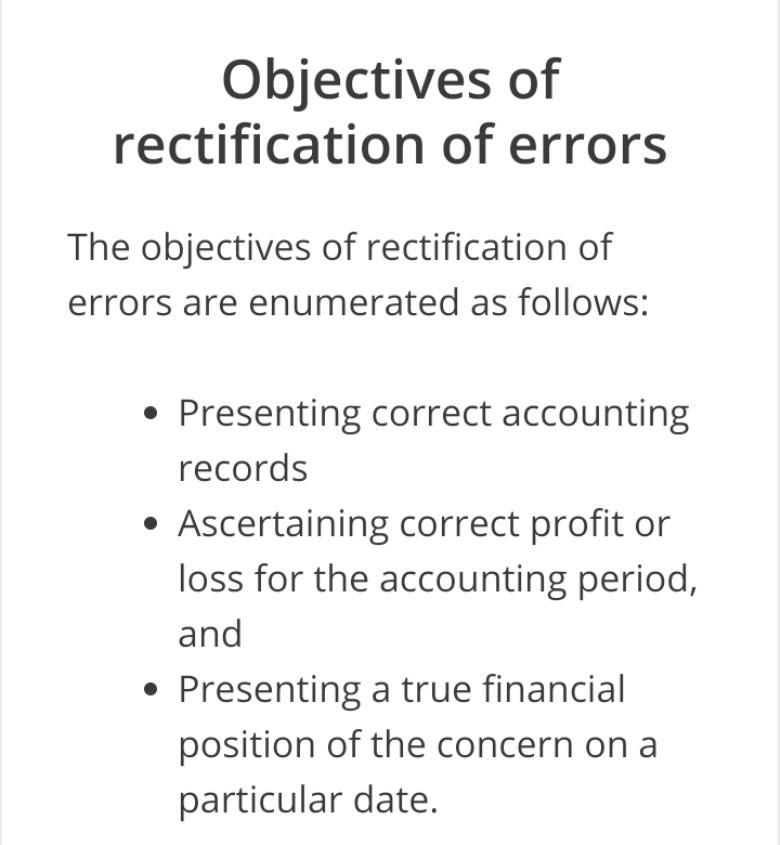 Objectives of
rectification of errors
The objectives of rectification of
errors are enumerated as follows:
• Presenting correct accounting
records
• Ascertaining correct profit or
loss for the accounting period,
and
• Presenting a true financial
position of the concern on a
particular date.